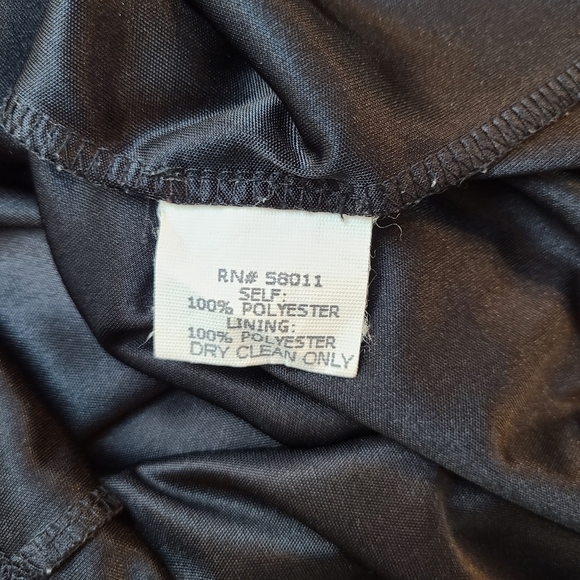 RN# 58011
SELF:
100% POLYESTER
LINING:
100% POLYESTER
DRY CLEAN ONLY